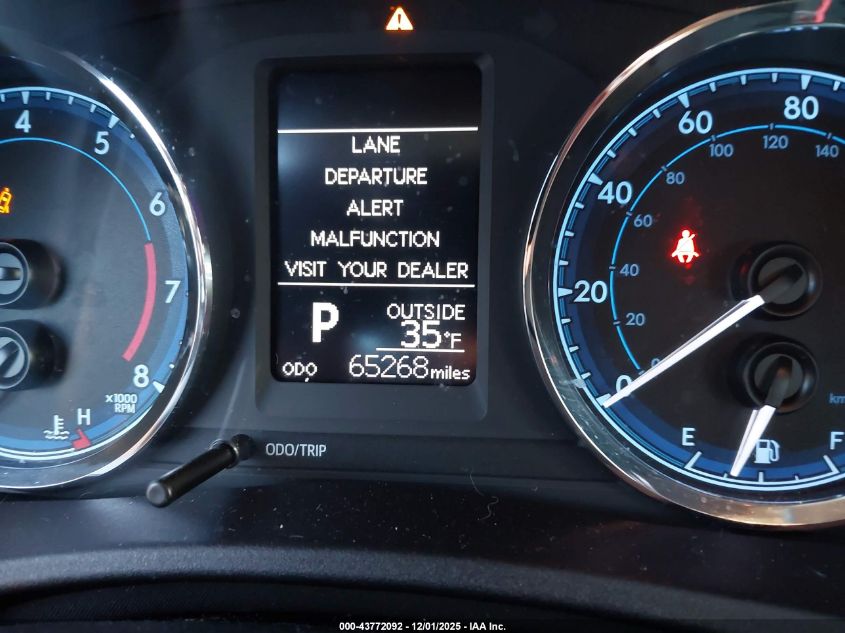 LANE
DEPARTURE
ALERT
MALFUNCTION
VISIT YOUR DEALER
P
OUTSIDE
35°F
ODO 65268 miles
ODO/TRIP
4
5
6
7
8
x1000
RPM
H
0
20
40
60
80
0
20
40
60
80
100
120
140
km
E
F
000-43772092 - 12/01/2025 - IAA Inc.